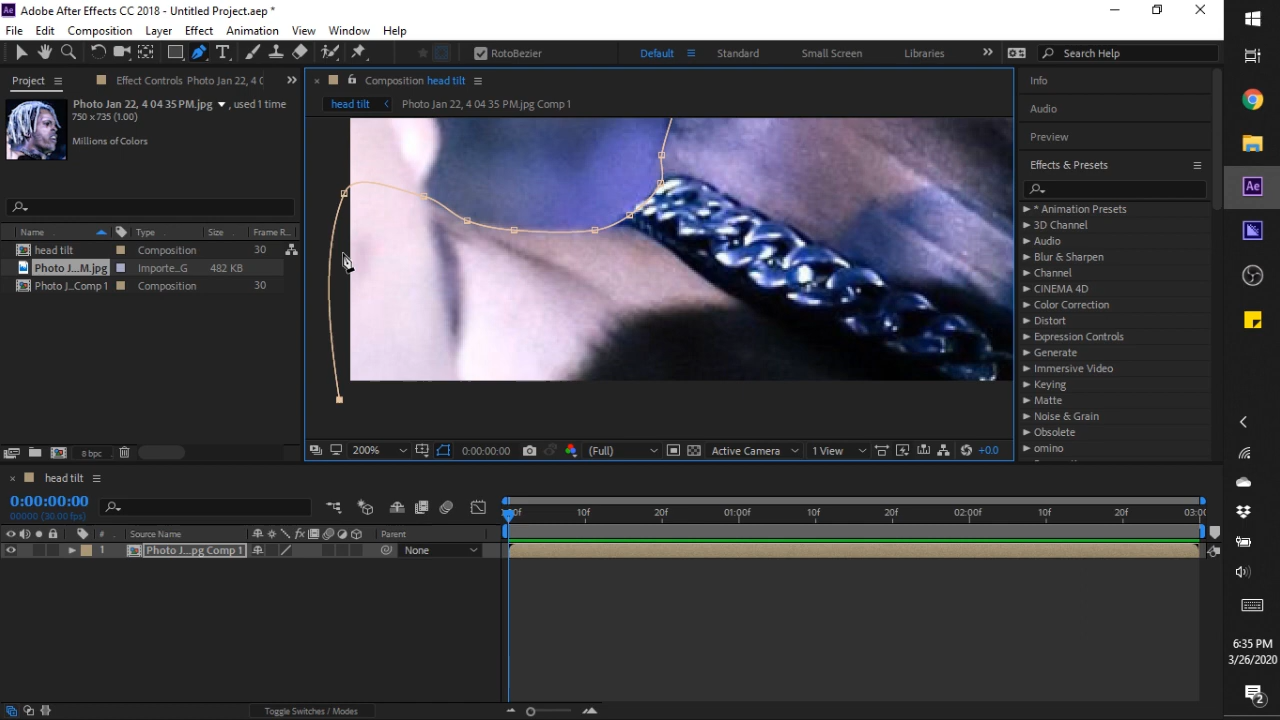 Ae Adobe After Effects CC 2018 - Untitled Project.aep *
File Edit Composition Layer Effect Animation View Window Help
RotoBezier Default Standard Small Screen Libraries Search Help
Project Effect Controls Photo Jan 22, 4 0
Composition head tilt
head tilt Photo Jan 22, 4 04 35 PM.jpg Comp 1
Photo Jan 22, 4 04 35 PM.jpg , used 1 time
750 x 735 (1.00)
Millions of Colors
Name Type Size Frame R...
head tilt Composition 30
Photo J...M.jpg Importe...G 482 KB
Photo J...Comp 1 Composition 30
8 bpc
200% 0:00:00:00 (Full) Active Camera 1 View +0.0
Info
Audio
Preview
Effects & Presets
* Animation Presets
3D Channel
Audio
Blur & Sharpen
Channel
CINEMA 4D
Color Correction
Distort
Expression Controls
Generate
Immersive Video
Keying
Matte
Noise & Grain
Obsolete
omino
head tilt
0:00:00:00
00000 (30.00 fps)
10f 20f 01:00f 10f 20f 02:00f 10f 20f 03:00
# Source Name Parent
1 Photo J...pg Comp 1 None
Toggle Switches / Modes
Ae
6:35 PM
3/26/2020
2